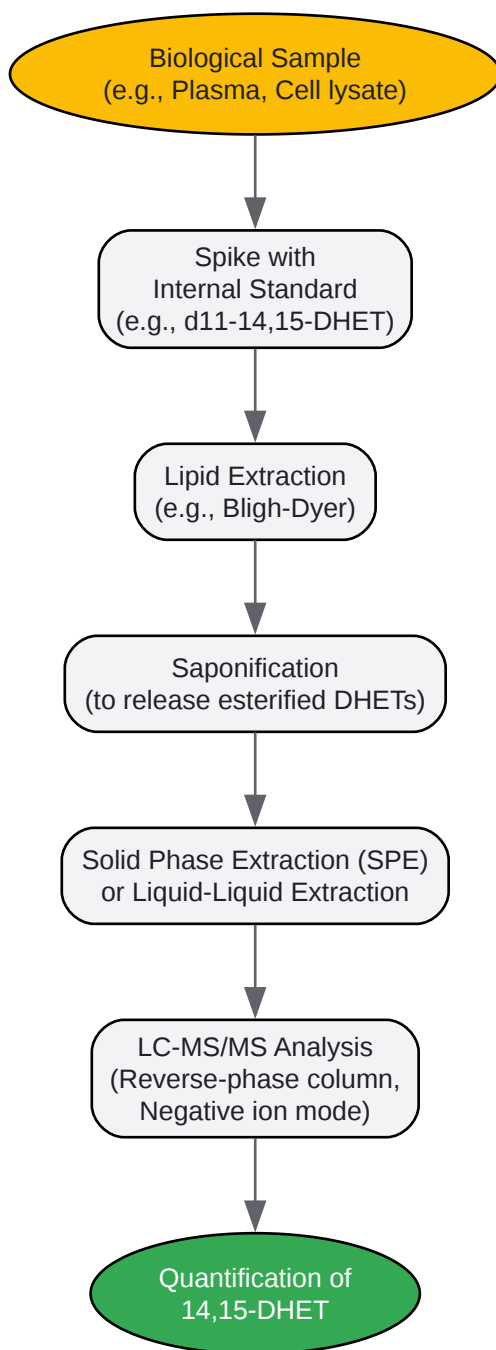 Biological Sample
(e.g., Plasma, Cell lysate)
Spike with
Internal Standard
(e.g., d11-14,15-DHET)
Lipid Extraction
(e.g., Bligh-Dyer)
Saponification
(to release esterified DHETs)
Solid Phase Extraction (SPE)
or Liquid-Liquid Extraction
LC-MS/MS Analysis
(Reverse-phase column,
Negative ion mode)
Quantification of
14,15-DHET